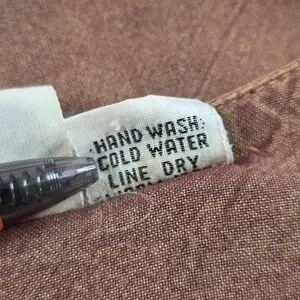 HAND WASH:
COLD WATER
LINE DRY